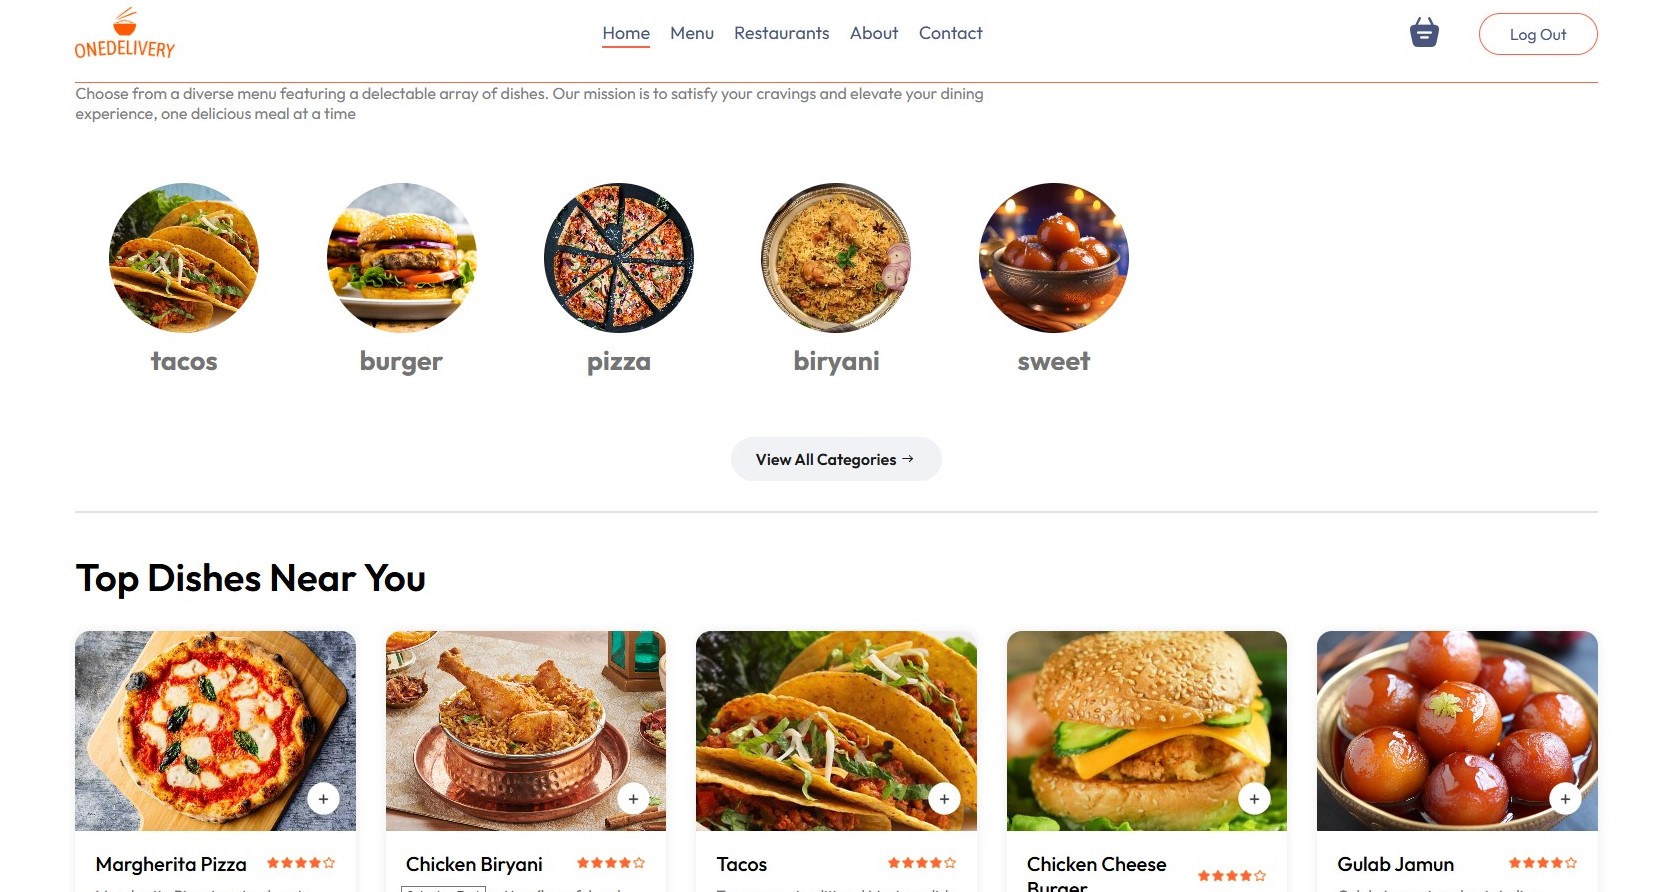 ONEDELIVERY
Home Menu Restaurants About Contact
Log Out
Choose from a diverse menu featuring a delectable array of dishes. Our mission is to satisfy your cravings and elevate your dining
experience, one delicious meal at a time
tacos burger pizza biryani sweet
View All Categories →
Top Dishes Near You
+ + + + +
Margherita Pizza Chicken Biryani Tacos Chicken Cheese Gulab Jamun
Burger